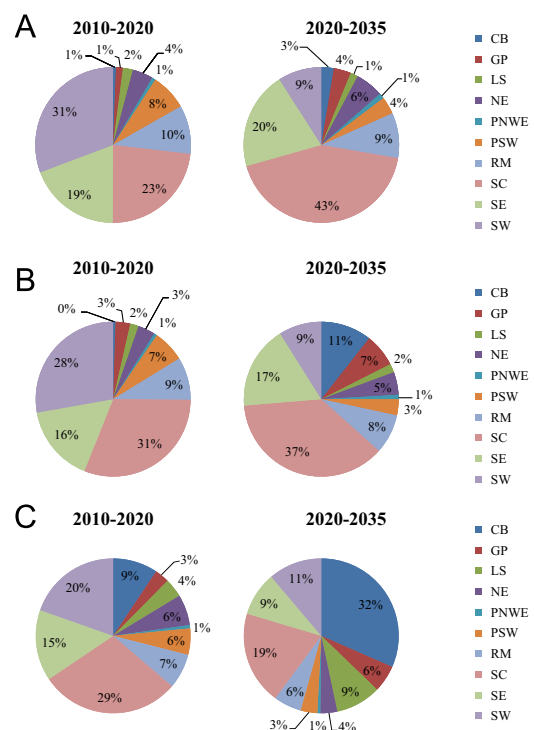 A
2010-2020
2020-2035
1%
1%
2%
4%
1%
8%
10%
23%
19%
31%
3%
4%
1%
6%
1%
4%
9%
43%
20%
9%
CB
GP
LS
NE
PNWE
PSW
RM
SC
SE
SW
B
2010-2020
2020-2035
0%
3%
2%
3%
1%
7%
9%
31%
16%
28%
11%
7%
2%
5%
1%
3%
8%
37%
17%
9%
CB
GP
LS
NE
PNWE
PSW
RM
SC
SE
SW
C
2010-2020
2020-2035
9%
3%
4%
6%
1%
6%
7%
29%
15%
20%
32%
6%
9%
4%
1%
3%
6%
19%
9%
11%
CB
GP
LS
NE
PNWE
PSW
RM
SC
SE
SW